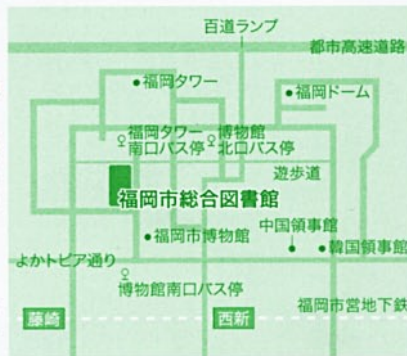 百道ランプ
都市高速道路
福岡タワー
福岡ドーム
福岡タワー
南口バス停
博物館
北口バス停
遊歩道
福岡市総合図書館
中国領事館
福岡市博物館
韓国領事館
よかトピア通り
博物館南口バス停
福岡市営地下鉄
藤崎
西新